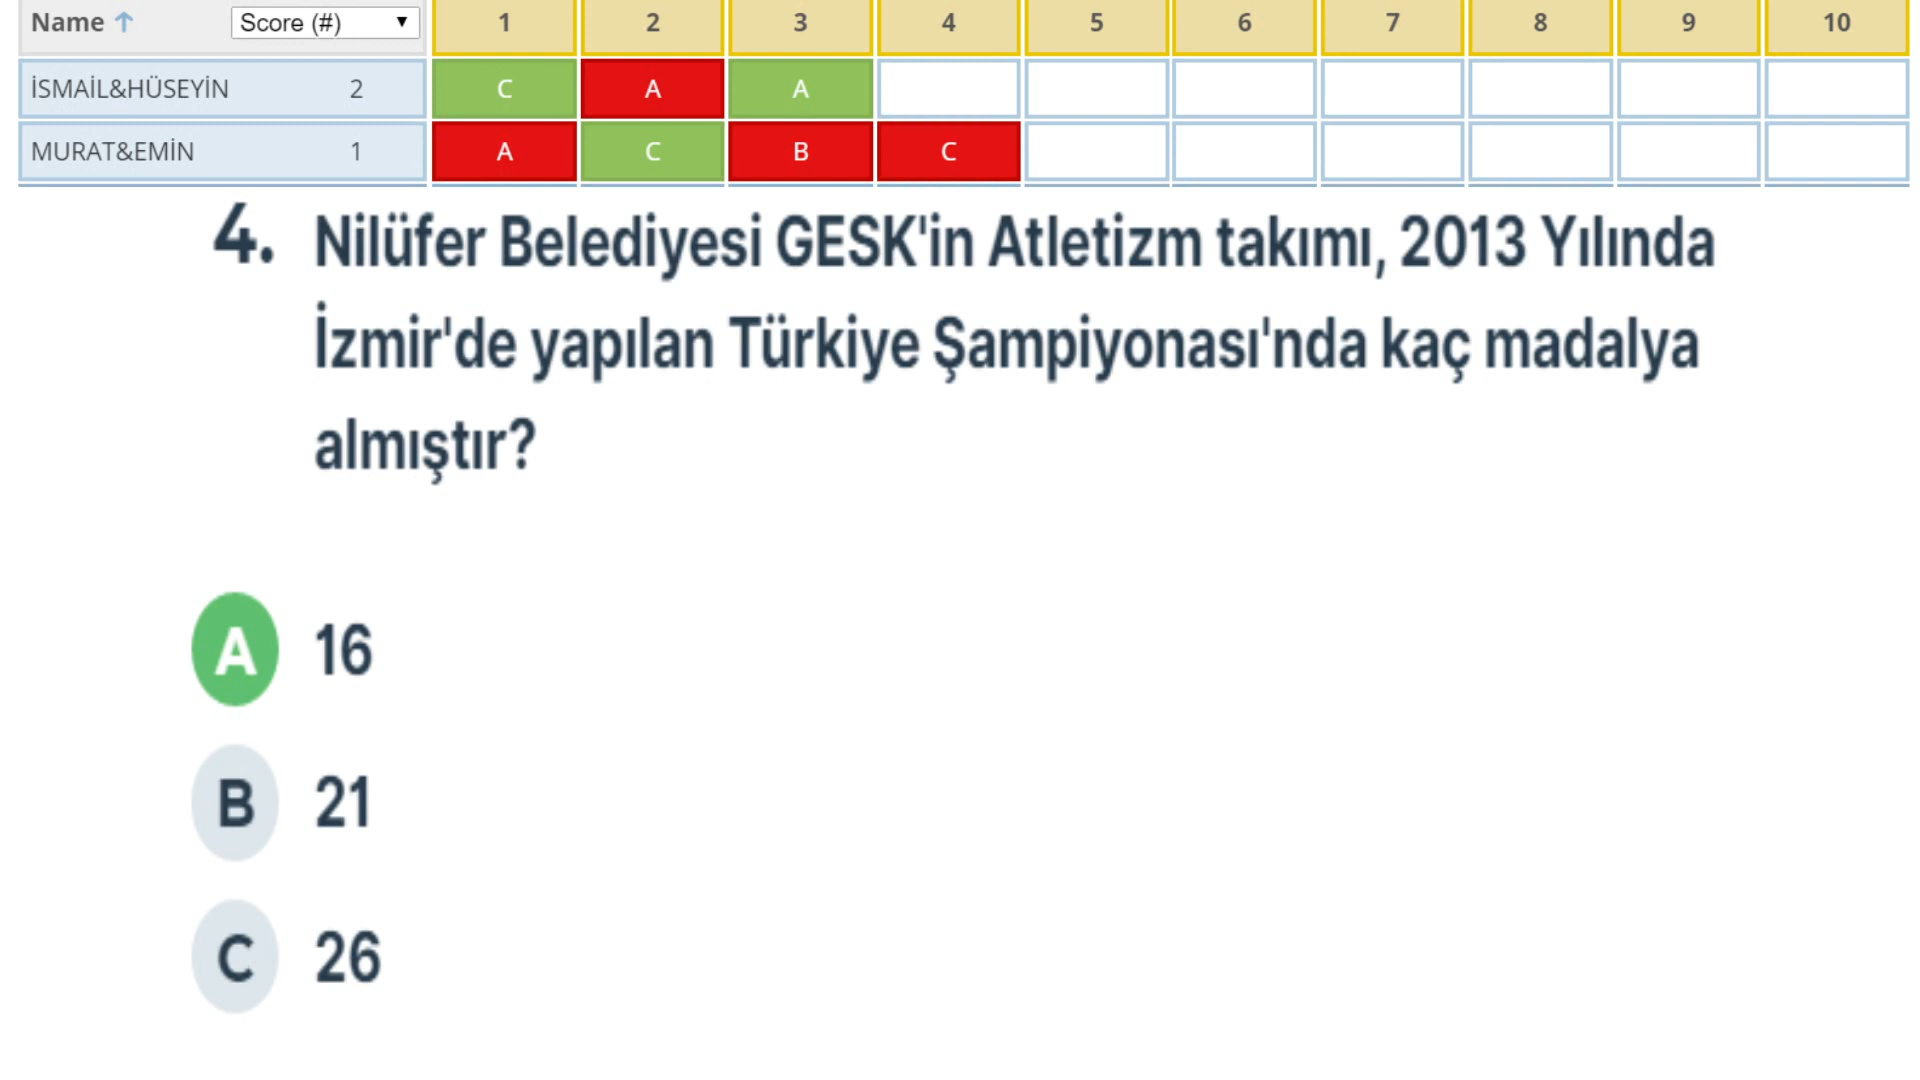 Name ↑ Score (#) ▼ 1 2 3 4 5 6 7 8 9 10
İSMAİL&HÜSEYİN 2 C A A
MURAT&EMİN 1 A C B C
4. Nilüfer Belediyesi GESK'in Atletizm takımı, 2013 Yılında
İzmir'de yapılan Türkiye Şampiyonası'nda kaç madalya
almıştır?
A 16
B 21
C 26